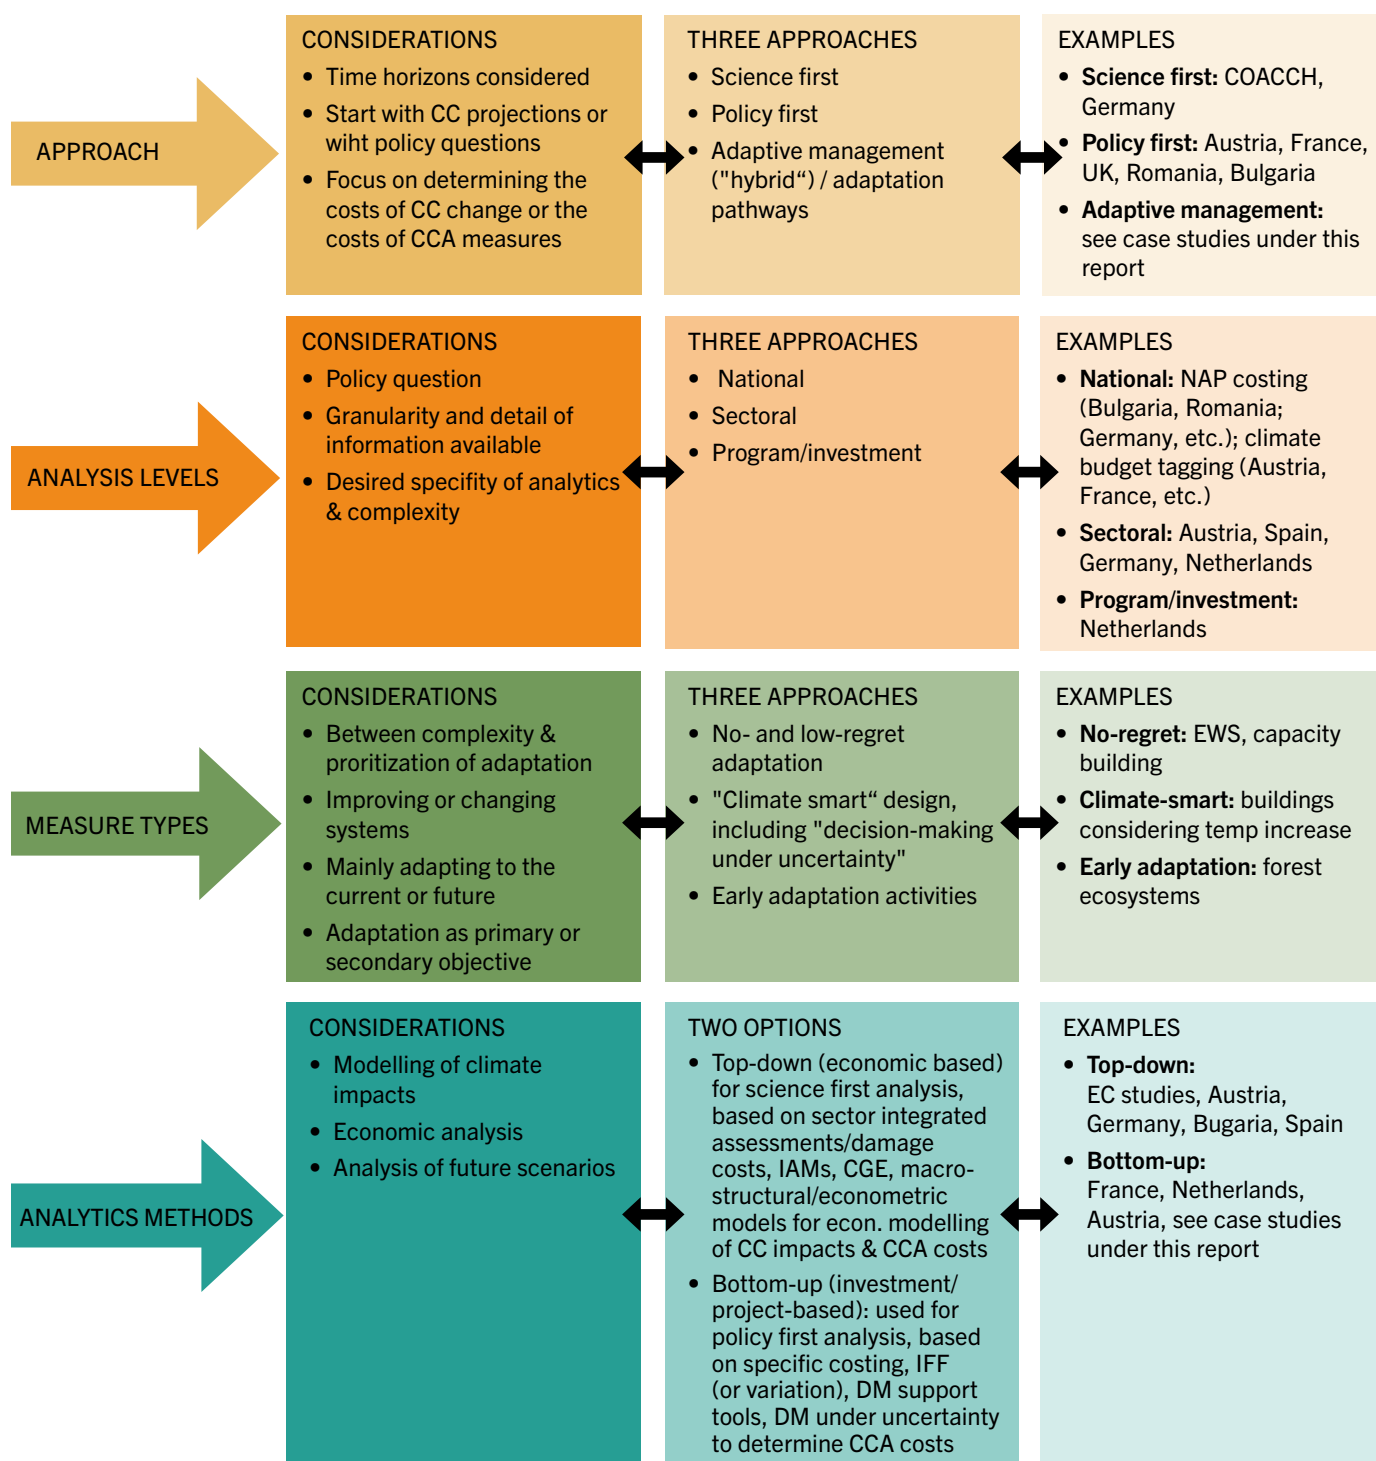 APPROACH
CONSIDERATIONS
• Time horizons considered
• Start with CC projections or
wiht policy questions
• Focus on determining the
costs of CC change or the
costs of CCA measures
THREE APPROACHES
• Science first
• Policy first
• Adaptive management
("hybrid“) / adaptation
pathways
EXAMPLES
• Science first: COACCH,
Germany
• Policy first: Austria, France,
UK, Romania, Bulgaria
• Adaptive management:
see case studies under this
report
ANALYSIS LEVELS
CONSIDERATIONS
• Policy question
• Granularity and detail of
information available
• Desired specifity of analytics
& complexity
THREE APPROACHES
• National
• Sectoral
• Program/investment
EXAMPLES
• National: NAP costing
(Bulgaria, Romania;
Germany, etc.); climate
budget tagging (Austria,
France, etc.)
• Sectoral: Austria, Spain,
Germany, Netherlands
• Program/investment:
Netherlands
MEASURE TYPES
CONSIDERATIONS
• Between complexity &
prioritization of adaptation
• Improving or changing
systems
• Mainly adapting to the
current or future
• Adaptation as primary or
secondary objective
THREE APPROACHES
• No- and low-regret
adaptation
• "Climate smart“ design,
including "decision-making
under uncertainty"
• Early adaptation activities
EXAMPLES
• No-regret: EWS, capacity
building
• Climate-smart: buildings
considering temp increase
• Early adaptation: forest
ecosystems
ANALYTICS METHODS
CONSIDERATIONS
• Modelling of climate
impacts
• Economic analysis
• Analysis of future scenarios
TWO OPTIONS
• Top-down (economic based)
for science first analysis,
based on sector integrated
assessments/damage
costs, IAMs, CGE, macro-
structural/econometric
models for econ. modelling
of CC impacts & CCA costs
• Bottom-up (investment/
project-based): used for
policy first analysis, based
on specific costing, IFF
(or variation), DM support
tools, DM under uncertainty
to determine CCA costs
EXAMPLES
• Top-down:
EC studies, Austria,
Germany, Bugaria, Spain
• Bottom-up:
France, Netherlands,
Austria, see case studies
under this report